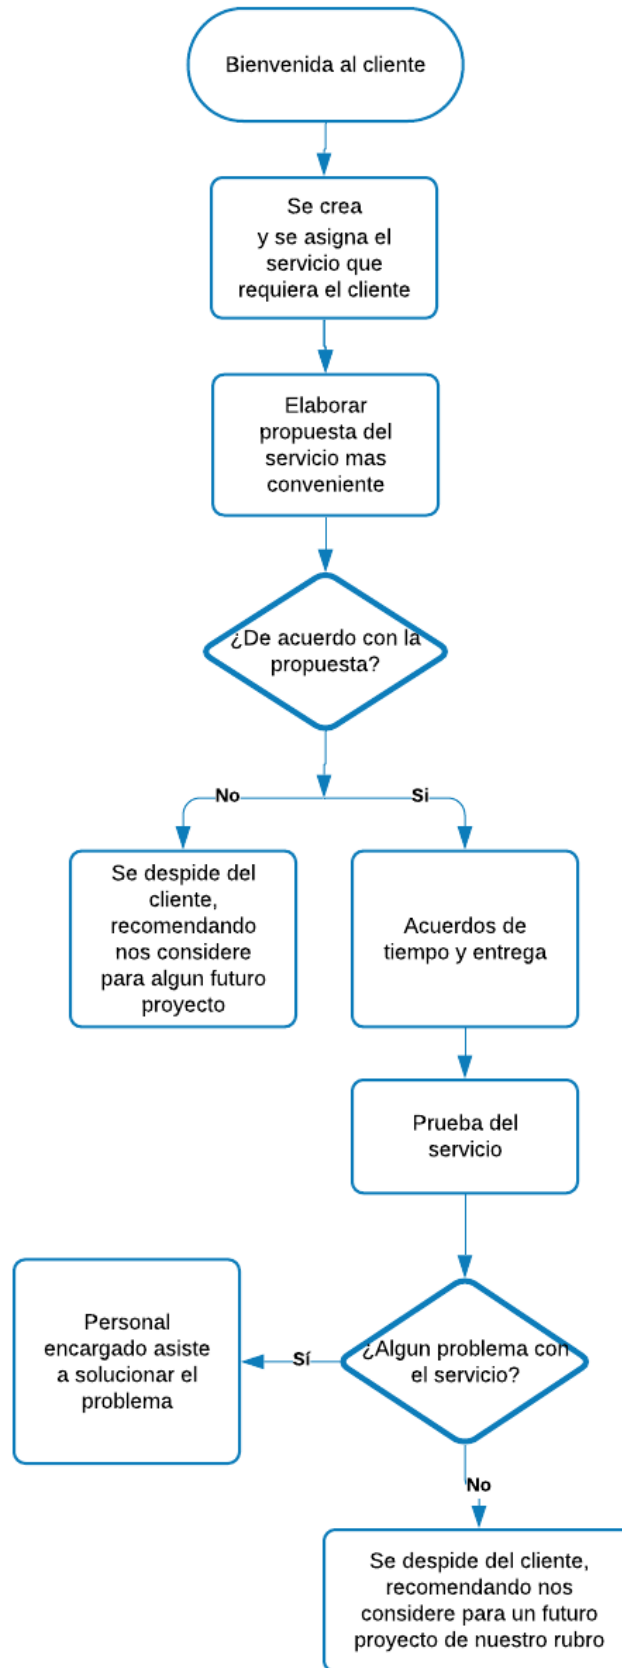 Bienvenida al cliente
Se crea
y se asigna el
servicio que
requiera el cliente
Elaborar
propuesta del
servicio mas
conveniente
¿De acuerdo con la
propuesta?
No
Si
Se despide del
cliente,
recomendando
nos considere
para algun futuro
proyecto
Acuerdos de
tiempo y entrega
Prueba del
servicio
¿Algun problema con
el servicio?
Sí
Personal
encargado asiste
a solucionar el
problema
No
Se despide del cliente,
recomendando nos
considere para un futuro
proyecto de nuestro rubro